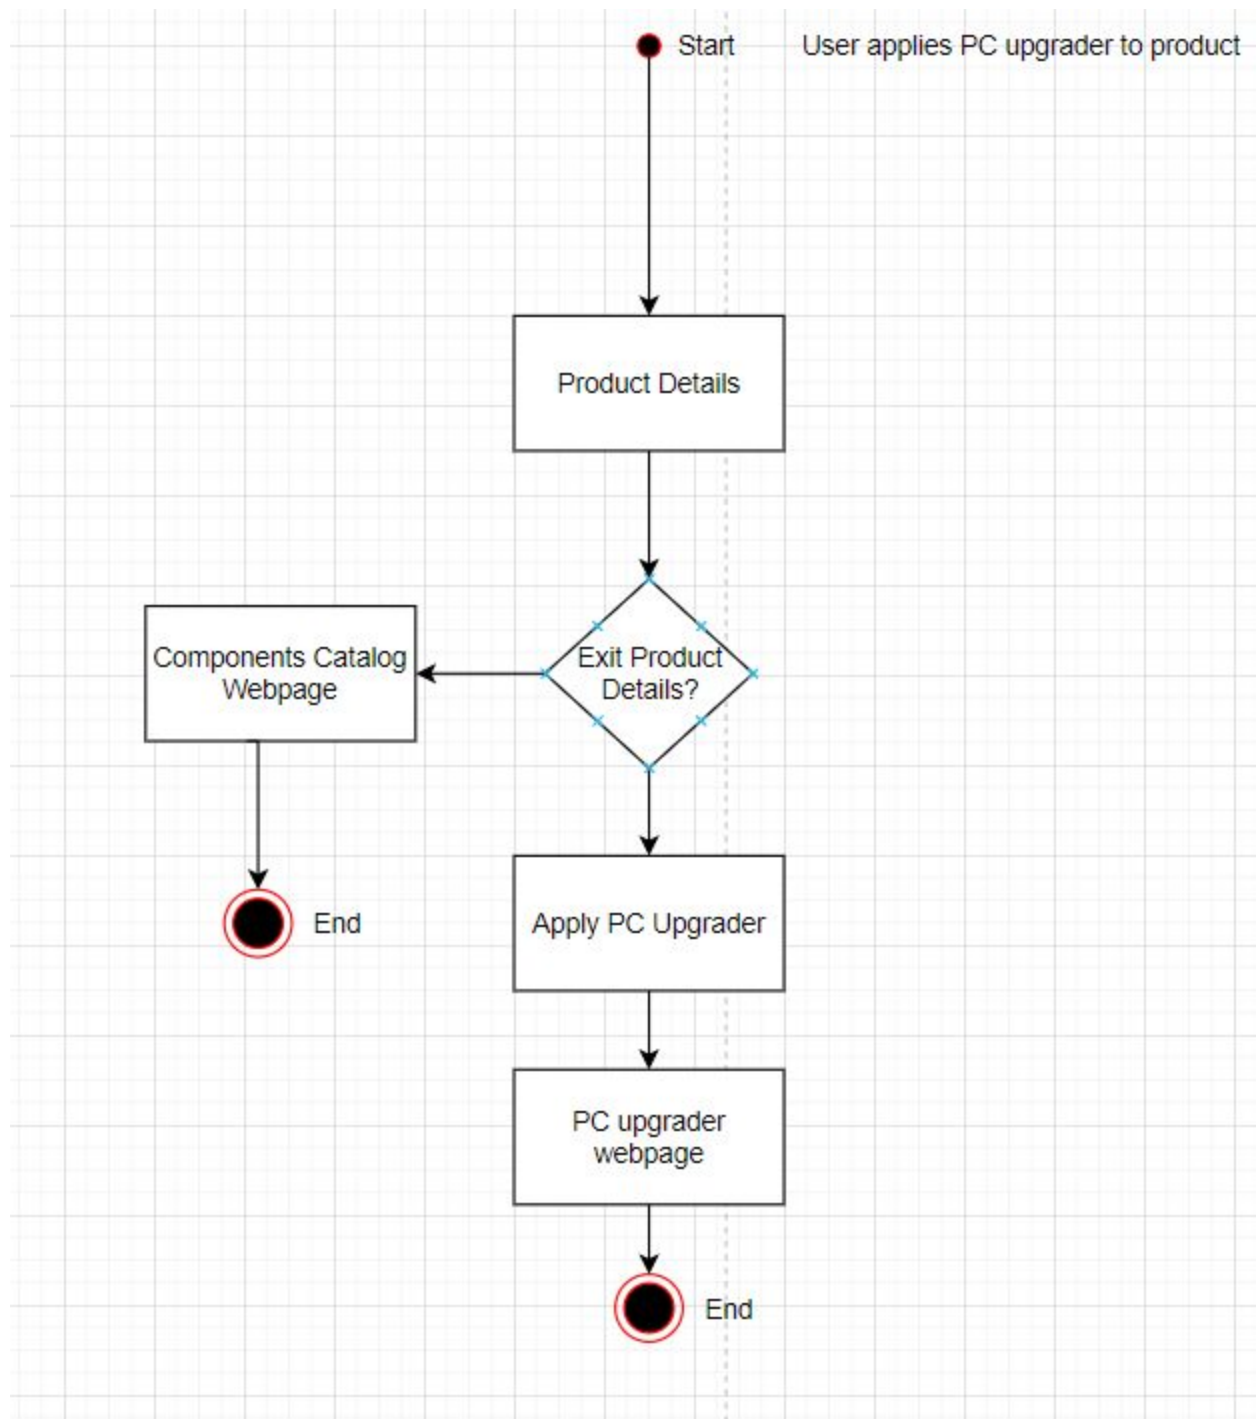 Start
User applies PC upgrader to product
Product Details
Exit Product
Details?
Components Catalog
Webpage
Apply PC Upgrader
End
PC upgrader
webpage
End